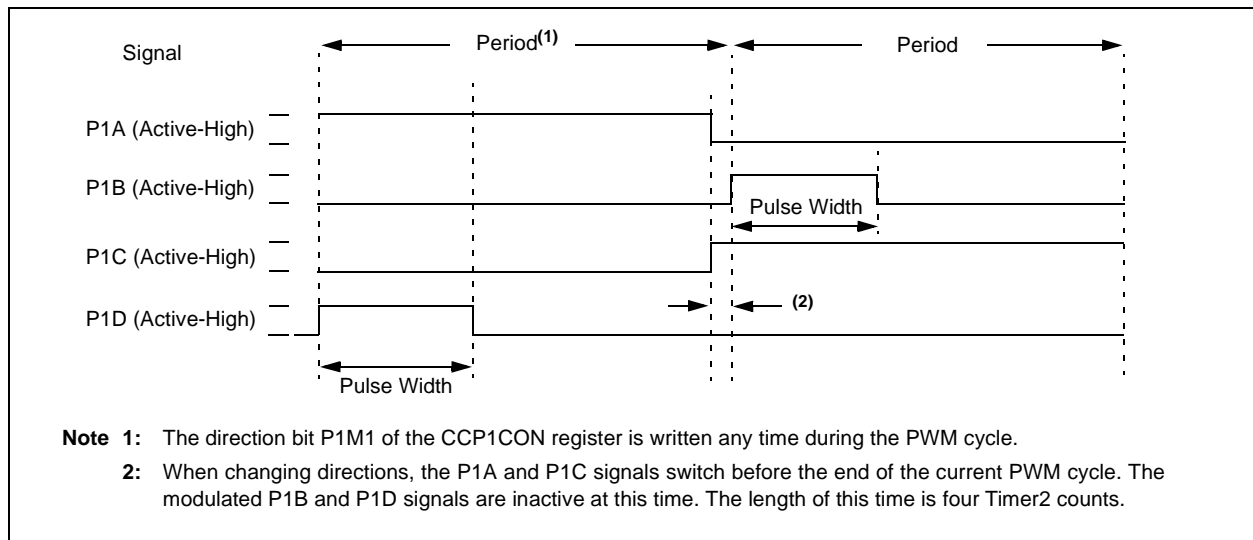 Signal
Period(1)
Period
P1A (Active-High)
P1B (Active-High)
Pulse Width
P1C (Active-High)
(2)
P1D (Active-High)
Pulse Width
Note 1: The direction bit P1M1 of the CCP1CON register is written any time during the PWM cycle.
2: When changing directions, the P1A and P1C signals switch before the end of the current PWM cycle. The
modulated P1B and P1D signals are inactive at this time. The length of this time is four Timer2 counts.